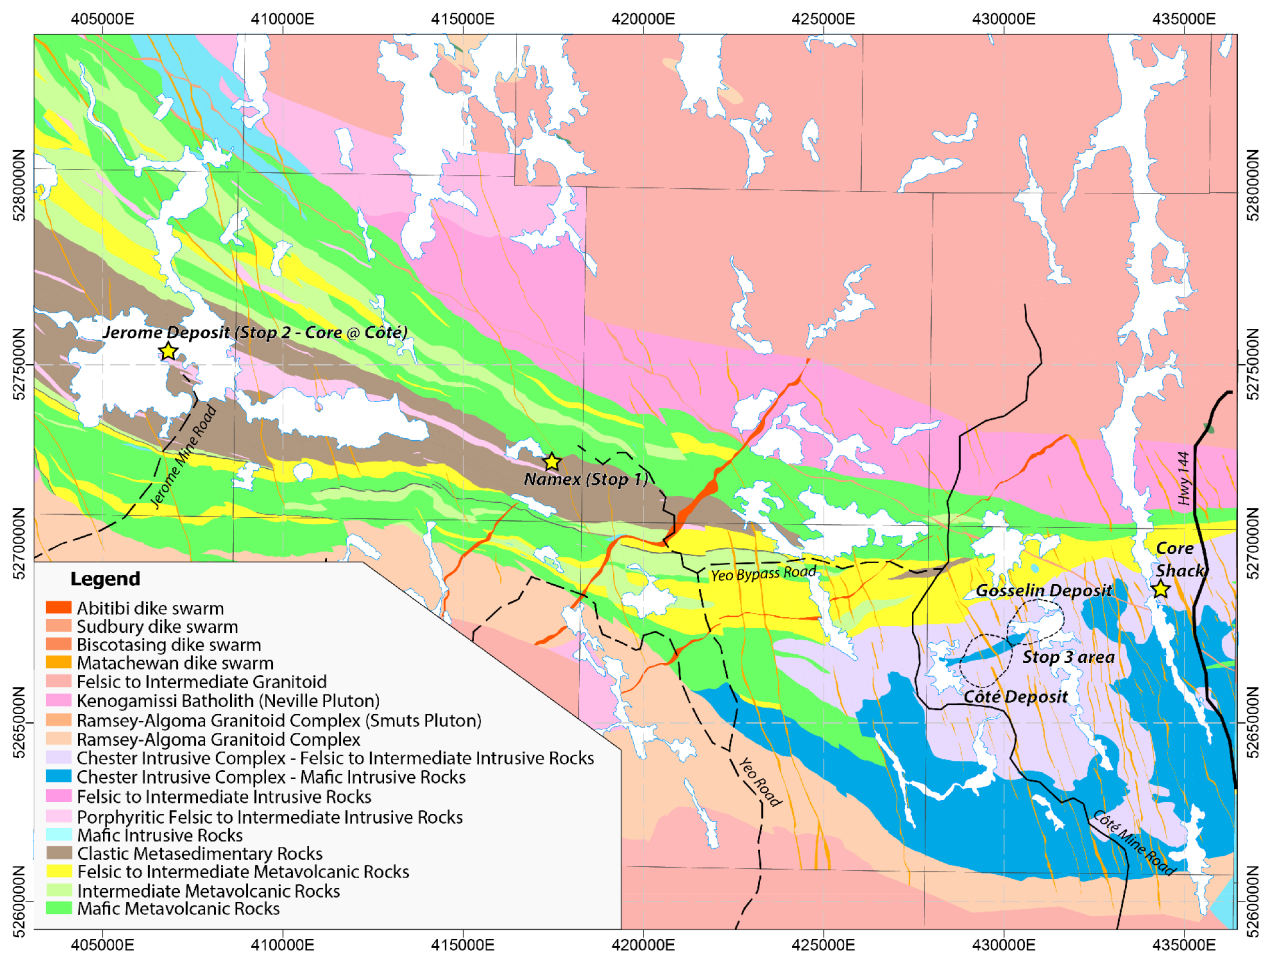 405000E 410000E 415000E 420000E 425000E 430000E 435000E
5280000N
5280000N
Jerome Deposit (Stop 2 - Core @ Côté)
5275000N
5275000N
Jerome Mine Road
Namex (Stop 1)
Hwy 144
5270000N
5270000N
Core
Shack
Yeo Bypass Road
Gosselin Deposit
Stop 3 area
Côté Deposit
5265000N
5265000N
Yeo Road
Côté Mine Road
5260000N
5260000N
Legend
Abitibi dike swarm
Sudbury dike swarm
Biscotasing dike swarm
Matachewan dike swarm
Felsic to Intermediate Granitoid
Kenogamissi Batholith (Neville Pluton)
Ramsey-Algoma Granitoid Complex (Smuts Pluton)
Ramsey-Algoma Granitoid Complex
Chester Intrusive Complex - Felsic to Intermediate Intrusive Rocks
Chester Intrusive Complex - Mafic Intrusive Rocks
Felsic to Intermediate Intrusive Rocks
Porphyritic Felsic to Intermediate Intrusive Rocks
Mafic Intrusive Rocks
Clastic Metasedimentary Rocks
Felsic to Intermediate Metavolcanic Rocks
Intermediate Metavolcanic Rocks
Mafic Metavolcanic Rocks
405000E 410000E 415000E 420000E 425000E 430000E 435000E